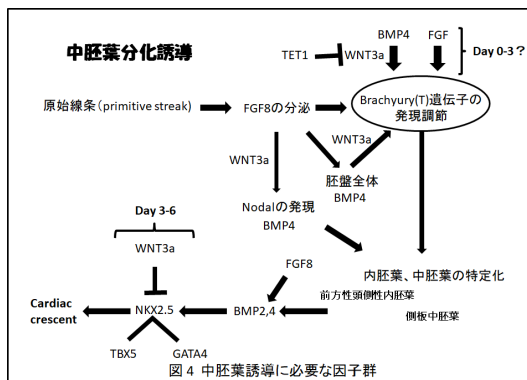 中胚葉分化誘導
BMP4 FGF
Day 0-3？
TET1 WNT3a
原始線条（primitive streak）
FGF8の分泌
Brachyury(T)遺伝子の
発現調節
WNT3a
WNT3a
胚盤全体
BMP4
Nodalの発現
BMP4
Day 3-6
WNT3a
FGF8
内胚葉、中胚葉の特定化
前方性頭側性内胚葉
側板中胚葉
Cardiac
crescent
NKX2.5
BMP2,4
TBX5 GATA4
図４ 中胚葉誘導に必要な因子群